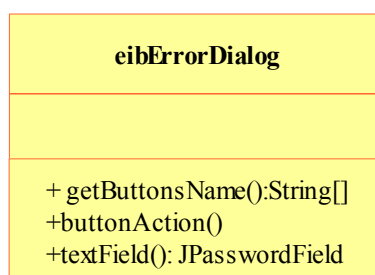 eibErrorDialog
+ getButtonsName():String[]
+buttonAction()
+textField(): JPasswordField